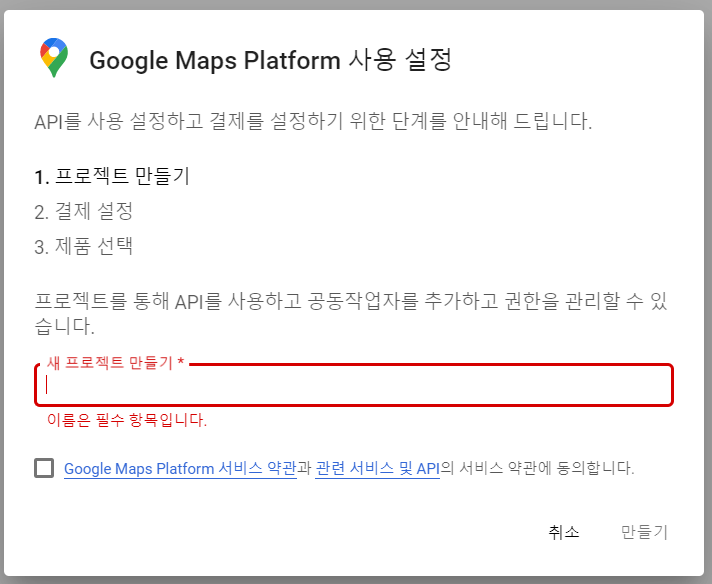 Google Maps Platform 사용 설정
API를 사용 설정하고 결제를 설정하기 위한 단계를 안내해 드립니다.
1. 프로젝트 만들기
2. 결제 설정
3. 제품 선택
프로젝트를 통해 API를 사용하고 공동작업자를 추가하고 권한을 관리할 수 있
습니다.
새 프로젝트 만들기 *
이름은 필수 항목입니다.
Google Maps Platform 서비스 약관과 관련 서비스 및 API의 서비스 약관에 동의합니다.
취소 만들기